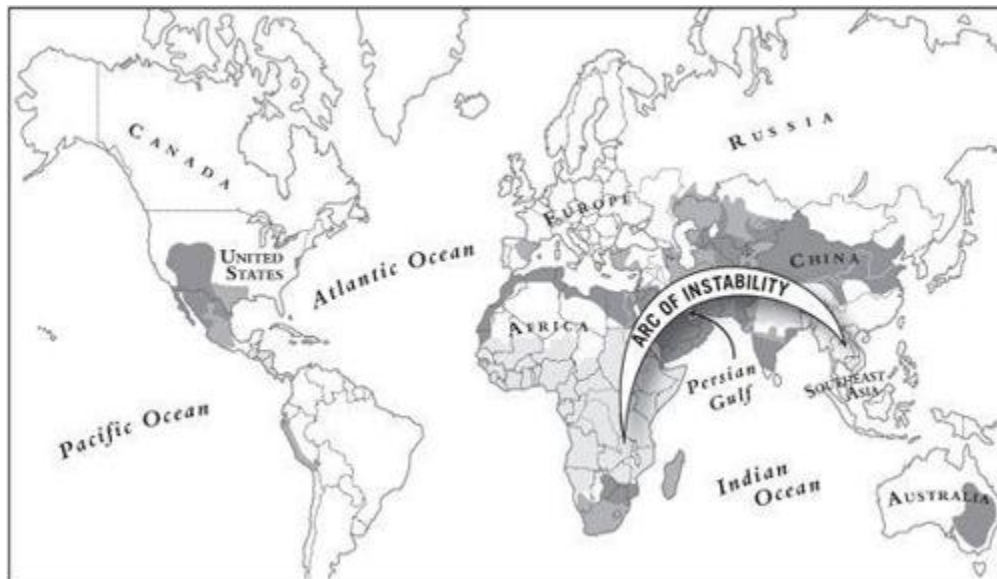 CANADA
RUSSIA
EUROPE
UNITED
STATES
CHINA
Atlantic Ocean
ARC OF INSTABILITY
AFRICA
Persian
Gulf
SOUTHEAST
ASIA
Pacific Ocean
Indian
Ocean
AUSTRALIA